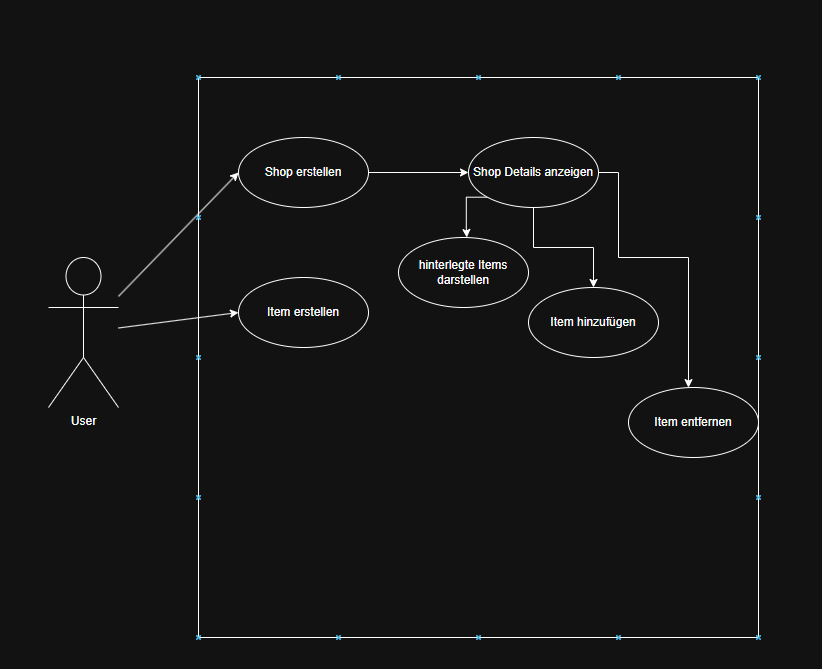 Shop erstellen
Shop Details anzeigen
hinterlegte Items
darstellen
Item erstellen
Item hinzufügen
User
Item entfernen